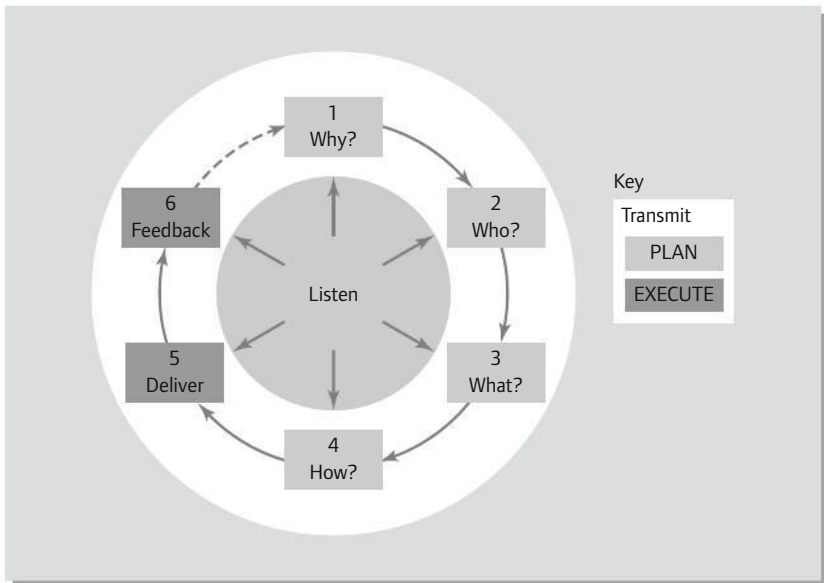 1
Why?
2
Who?
3
What?
4
How?
5
Deliver
6
Feedback
Listen
Key
Transmit
PLAN
EXECUTE